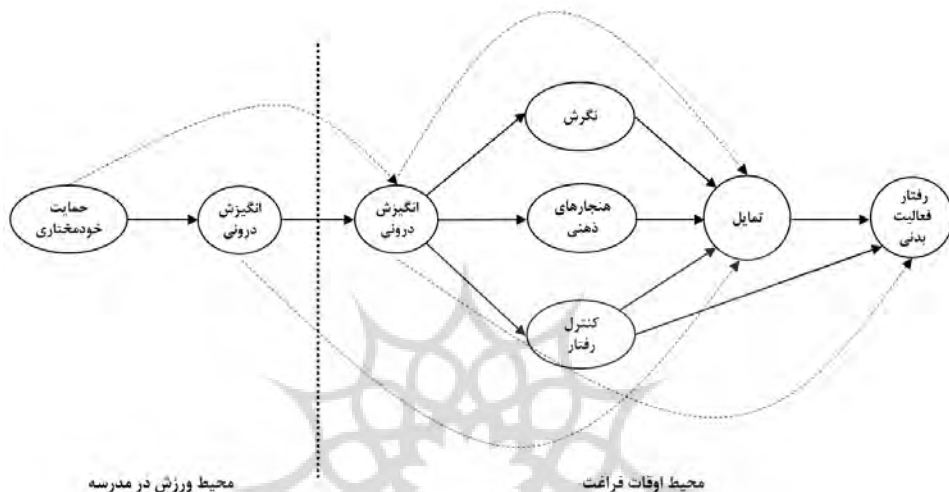 حمایت
خودمختاری
انگیزش
درونی
انگیزش
درونی
نگرش
هنجارهای
ذهنی
کنترل
رفتار
تمایل
رفتار
فعالیت
بدنی
محیط ورزش در مدرسه
محیط اوقات فراغت